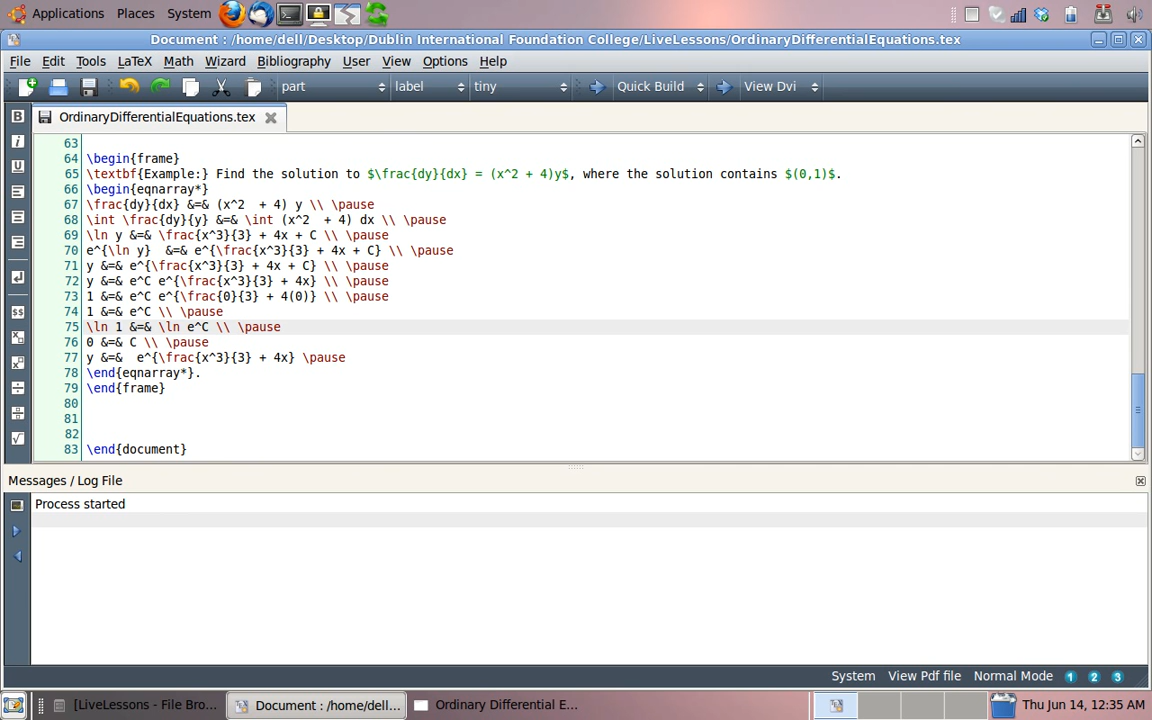 Applications Places System
Document : /home/dell/Desktop/Dublin International Foundation College/LiveLessons/OrdinaryDifferentialEquations.tex
File Edit Tools LaTeX Math Wizard Bibliography User View Options Help
part label tiny Quick Build View Dvi
OrdinaryDifferentialEquations.tex
63
64 \begin{frame}
65 \textbf{Example:} Find the solution to $\frac{dy}{dx} = (x^2 + 4)y$, where the solution contains $(0,1)$.
66 \begin{eqnarray*}
67 \frac{dy}{dx} &=& (x^2  + 4) y \\ \pause
68 \int \frac{dy}{y} &=& \int (x^2  + 4) dx \\ \pause
69 \ln y &=& \frac{x^3}{3} + 4x + C \\ \pause
70 e^{\ln y}  &=& e^{\frac{x^3}{3} + 4x + C} \\ \pause
71 y &=& e^{\frac{x^3}{3} + 4x + C} \\ \pause
72 y &=& e^C e^{\frac{x^3}{3} + 4x} \\ \pause
73 1 &=& e^C e^{\frac{0}{3} + 4(0)} \\ \pause
74 1 &=& e^C \\ \pause
75 \ln 1 &=& \ln e^C \\ \pause
76 0 &=& C \\ \pause
77 y &=&  e^{\frac{x^3}{3} + 4x} \pause
78 \end{eqnarray*}.
79 \end{frame}
80
81
82
83 \end{document}
Messages / Log File
Process started
System View Pdf file Normal Mode 1 2 3
[LiveLessons - File Bro... Document : /home/dell... Ordinary Differential E... Thu Jun 14, 12:35 AM